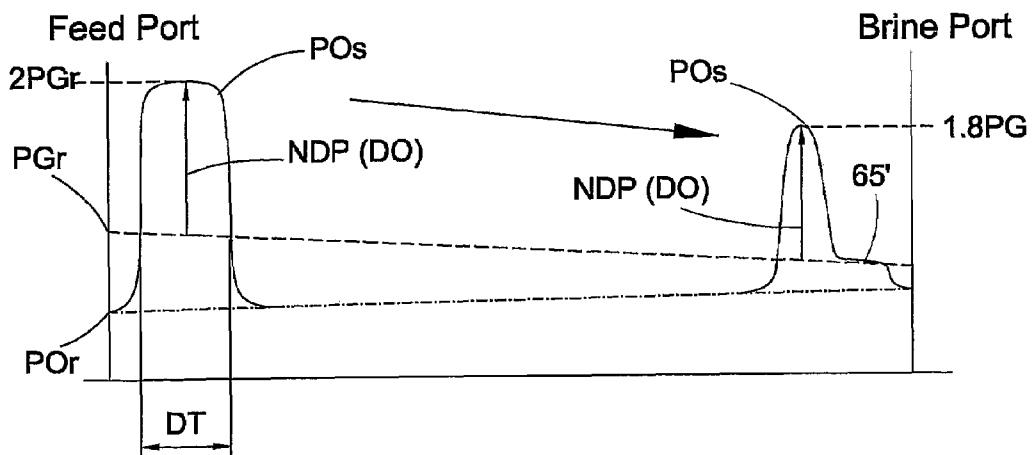 Feed Port
Brine Port
POs
POs
2PGr
1.8PG
PGr
NDP (DO)
NDP (DO)
65'
POr
DT